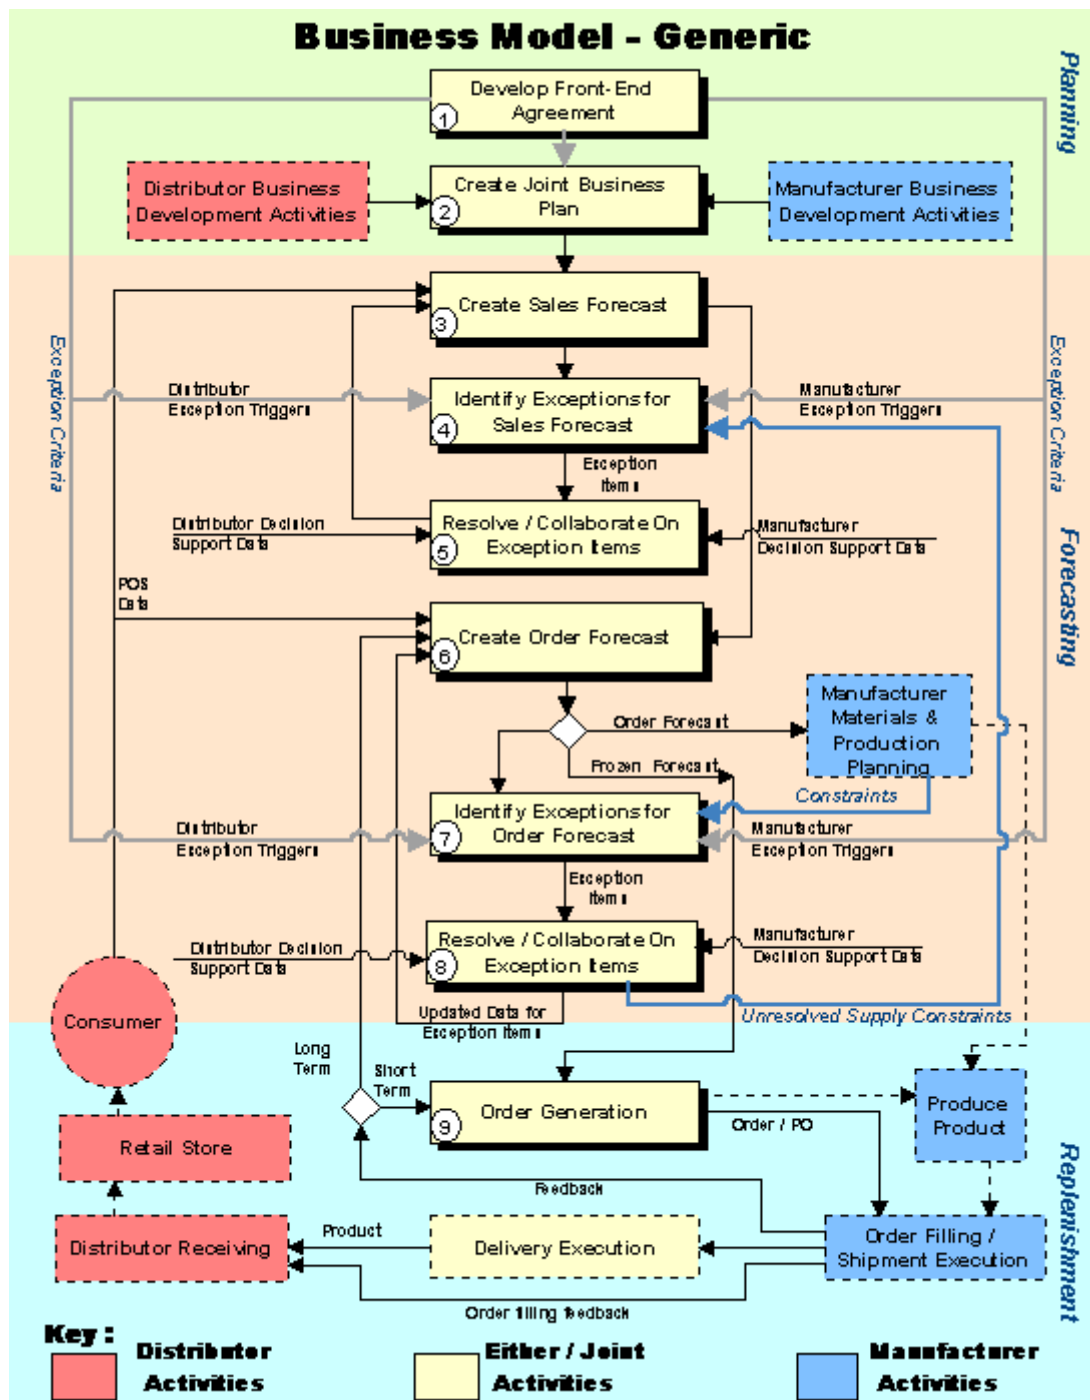 Business Model - Generic
Planning
Develop Front-End
Agreement
1
Distributor Business
Development Activities
Create Joint Business
Plan
2
Manufacturer Business
Development Activities
Create Sales Forecast
3
Exception Criteria
Exception Criteria
Distributor
Exception Triggers
Identify Exceptions for
Sales Forecast
4
Manufacturer
Exception Triggers
Exception
Items
Distributor Decision
Support Data
Resolve / Collaborate On
Exception Items
5
Manufacturer
Decision Support Data
Forecasting
POS
Data
Create Order Forecast
6
Order Forecast
Manufacturer
Materials &
Production
Planning
Frozen Forecast
Constraints
Distributor
Exception Triggers
Identify Exceptions for
Order Forecast
7
Manufacturer
Exception Triggers
Exception
Items
Distributor Decision
Support Data
Resolve / Collaborate On
Exception Items
8
Manufacturer
Decision Support Data
Updated Data for
Exception Items
Unresolved Supply Constraints
Consumer
Long
Term
Short
Term
Order Generation
9
Order / PO
Produce
Product
Retail Store
Feedback
Replenishment
Distributor Receiving
Product
Delivery Execution
Order Filling /
Shipment Execution
Order filling feedback
Key :
Distributor
Activities
Either / Joint
Activities
Manufacturer
Activities